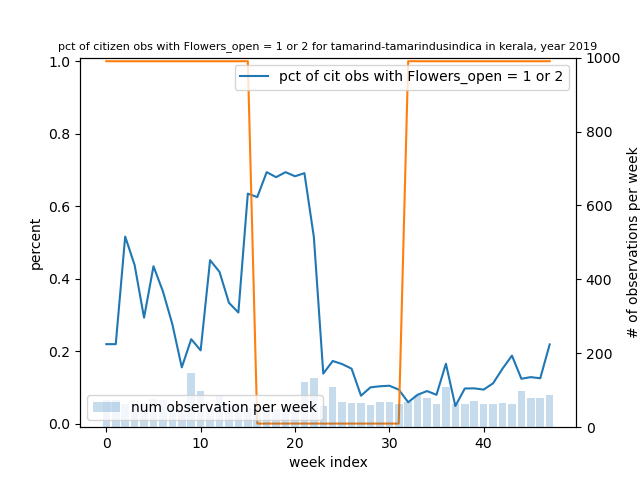 pct of citizen obs with Flowers_open = 1 or 2 for tamarind-tamarindusindica in kerala, year 2019
pct of cit obs with Flowers_open = 1 or 2
1.0
0.8
0.6
0.4
0.2
0.0
percent
1000
800
600
400
200
0
# of observations per week
num observation per week
0 10 20 30 40
week index